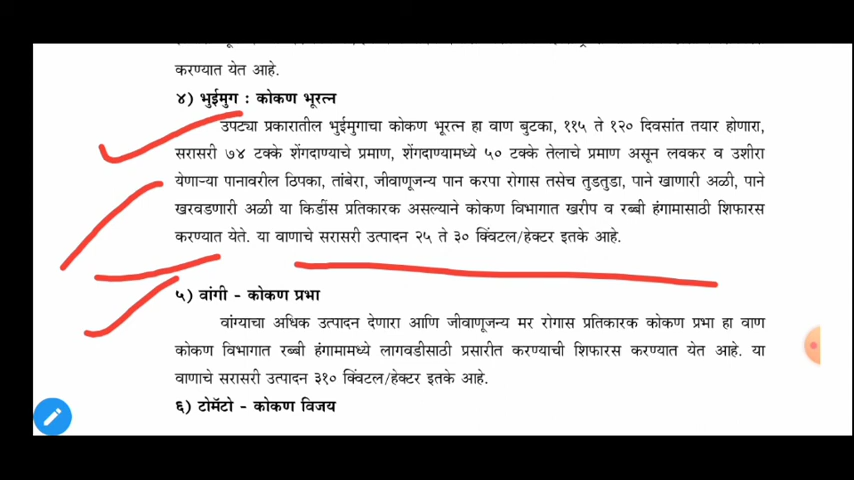 करण्यात येत आहे.
४) भुईमुग : कोकण भूरत्न
उपट्या प्रकारातील भुईमुगाचा कोकण भूरत्न हा वाण बुटका, ११५ ते १२० दिवसांत तयार होणारा,
सरासरी ७४ टक्के शेंगदाण्याचे प्रमाण, शेंगदाण्यामध्ये ५० टक्के तेलाचे प्रमाण असून लवकर व उशीरा
येणाऱ्या पानावरील ठिपका, तांबेरा, जीवाणूजन्य पान करपा रोगास तसेच तुडतुडा, पाने खाणारी अळी, पाने
खरवडणारी अळी या किडींस प्रतिकारक असल्याने कोकण विभागात खरीप व रब्बी हंगामासाठी शिफारस
करण्यात येते. या वाणाचे सरासरी उत्पादन २५ ते ३० क्विंटल/हेक्टर इतके आहे.
५) वांगी - कोकण प्रभा
वांग्याचा अधिक उत्पादन देणारा आणि जीवाणूजन्य मर रोगास प्रतिकारक कोकण प्रभा हा वाण
कोकण विभागात रब्बी हंगामामध्ये लागवडीसाठी प्रसारीत करण्याची शिफारस करण्यात येत आहे. या
वाणाचे सरासरी उत्पादन ३१० क्विंटल/हेक्टर इतके आहे.
६) टोमॅटो - कोकण विजय